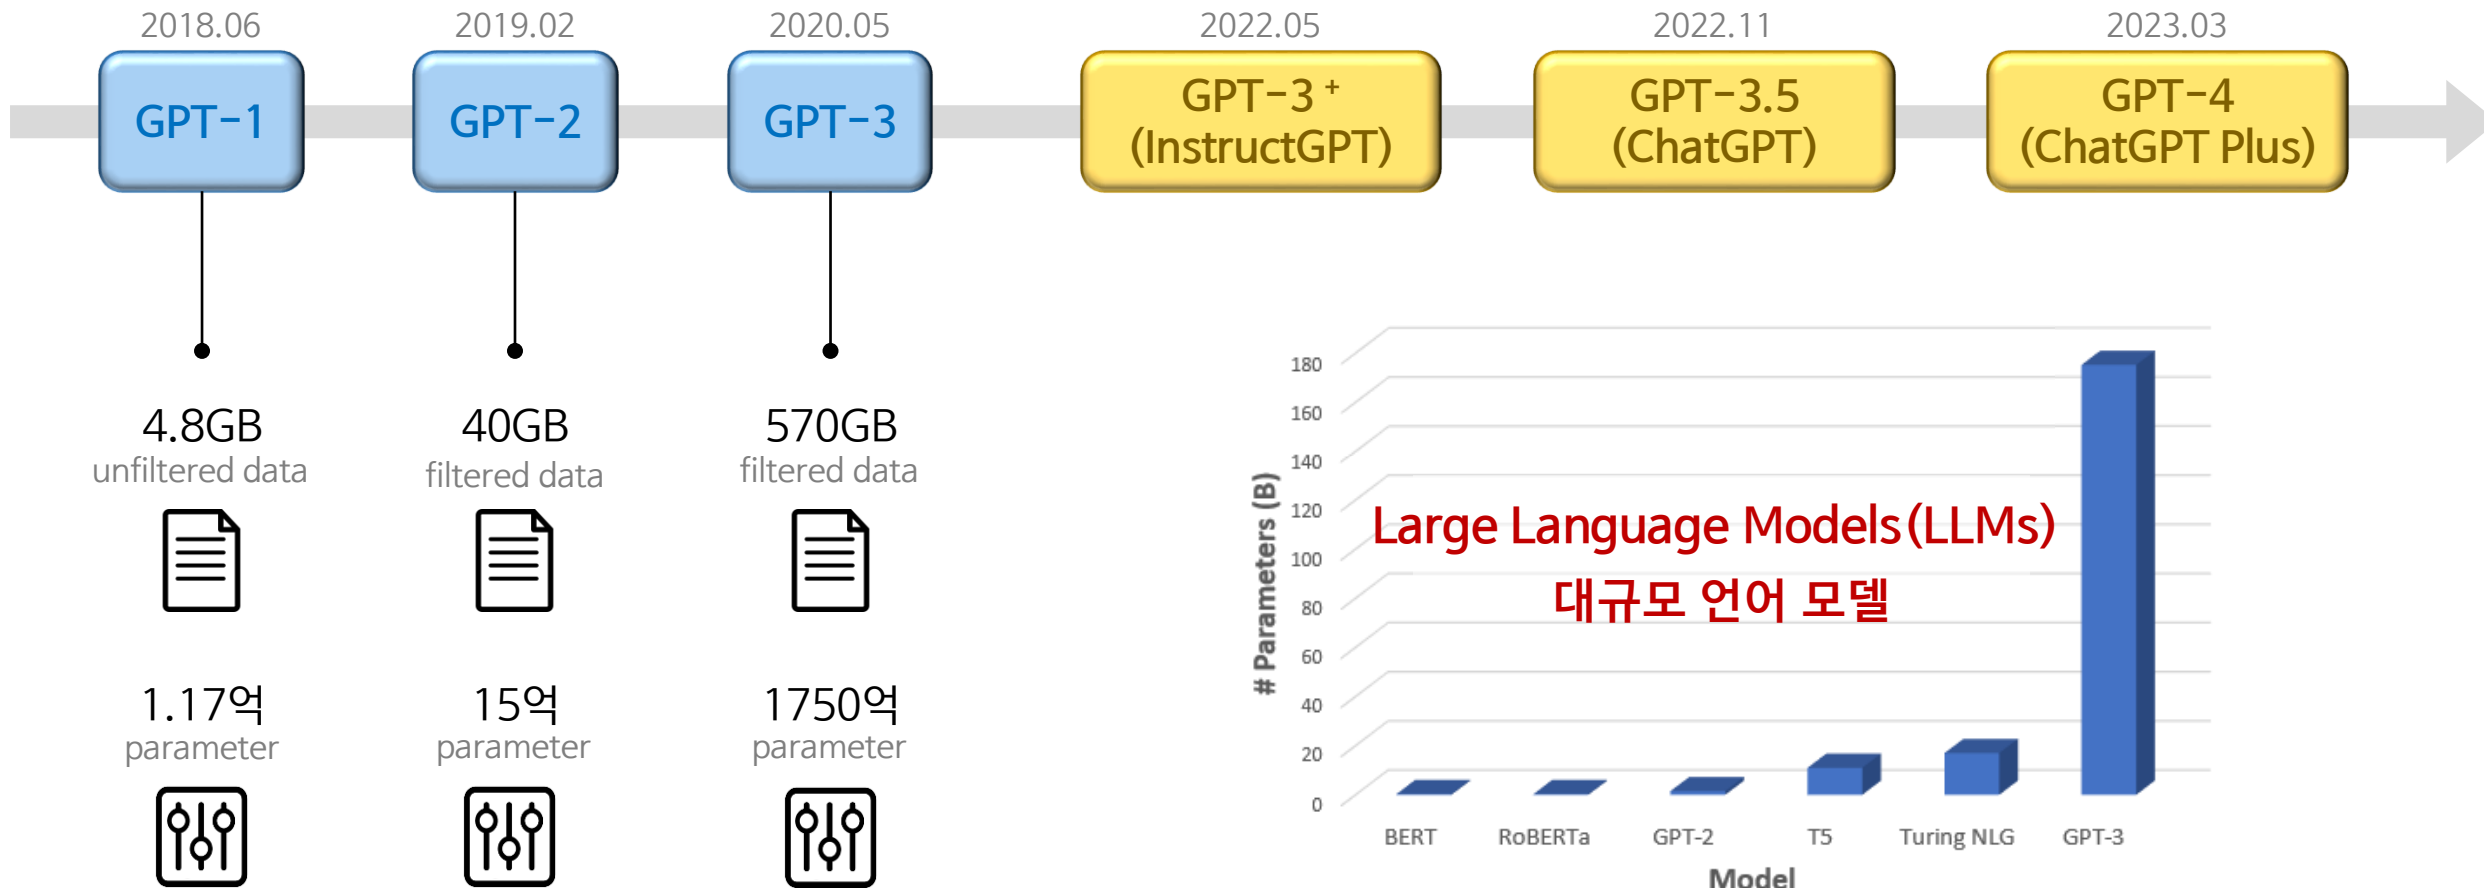 2018.06
2019.02
2020.05
2022.05
2022.11
2023.03
GPT-1
GPT-2
GPT-3
GPT-3 +
(InstructGPT)
GPT-3.5
(ChatGPT)
GPT-4
(ChatGPT Plus)
4.8GB
unfiltered data
40GB
filtered data
570GB
filtered data
1.17억
parameter
15억
parameter
1750억
parameter
# Parameters (B)
180
160
140
120
100
80
60
40
20
0
Large Language Models(LLMs)
대규모 언어 모델
BERT
RoBERTa
GPT-2
T5
Turing NLG
GPT-3
Model